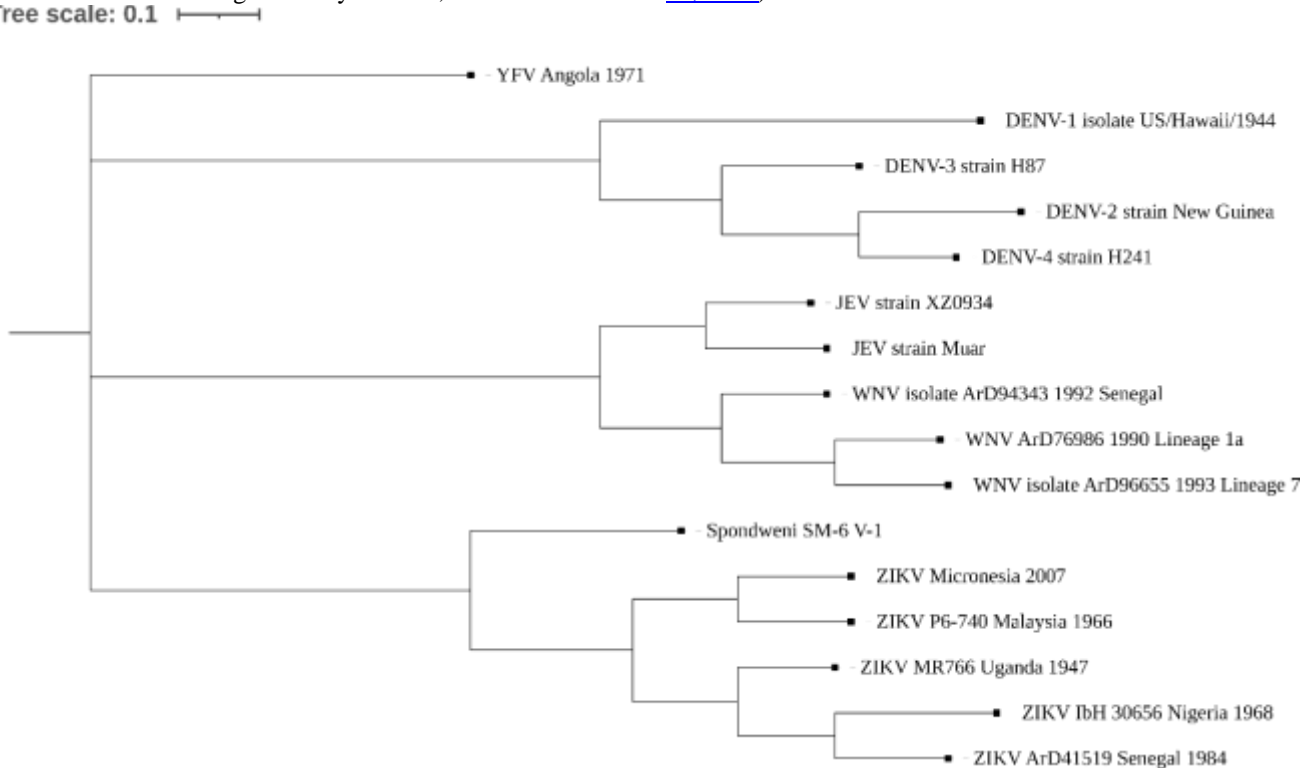 Tree scale: 0.1
YFV Angola 1971
DENV-1 isolate US/Hawaii/1944
DENV-3 strain H87
DENV-2 strain New Guinea
DENV-4 strain H241
JEV strain XZ0934
JEV strain Muar
WNV isolate ArD94343 1992 Senegal
WNV ArD76986 1990 Lineage 1a
WNV isolate ArD96655 1993 Lineage 7
Spondweni SM-6 V-1
ZIKV Micronesia 2007
ZIKV P6-740 Malaysia 1966
ZIKV MR766 Uganda 1947
ZIKV IbH 30656 Nigeria 1968
ZIKV ArD41519 Senegal 1984